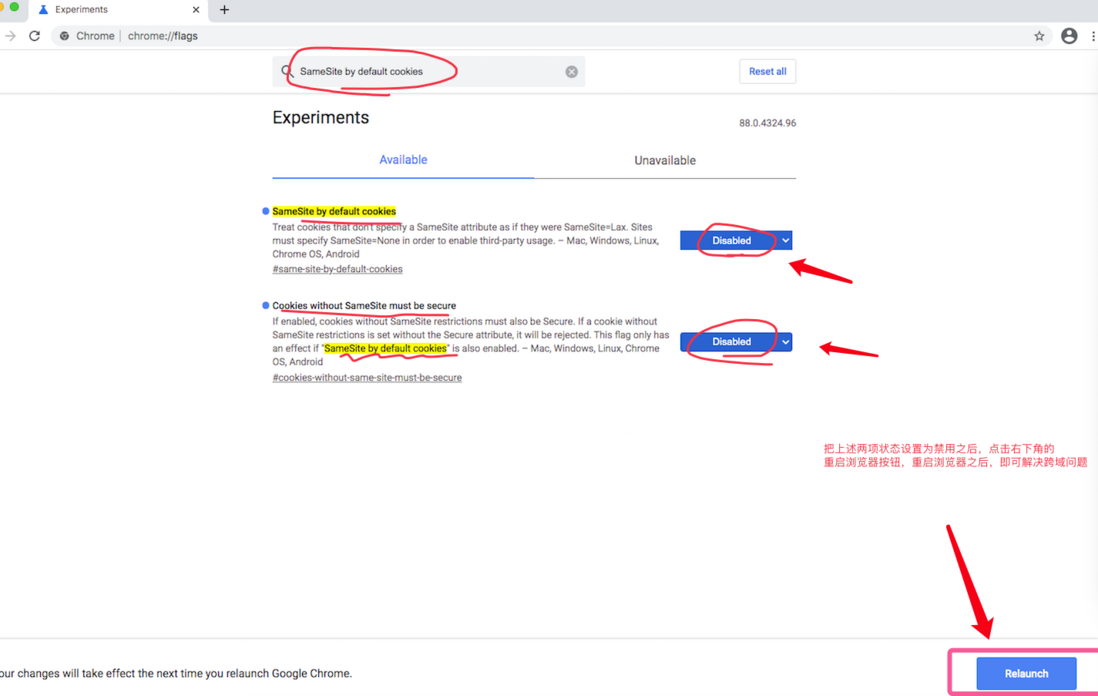 Experiments
Chrome chrome://flags
SameSite by default cookies
Reset all
Experiments
88.0.4324.96
Available
Unavailable
SameSite by default cookies
Treat cookies that don't specify a SameSite attribute as if they were SameSite=Lax. Sites
must specify SameSite=None in order to enable third-party usage. – Mac, Windows, Linux,
Chrome OS, Android
#same-site-by-default-cookies
Disabled
Cookies without SameSite must be secure
If enabled, cookies without SameSite restrictions must also be Secure. If a cookie without
SameSite restrictions is set without the Secure attribute, it will be rejected. This flag only has
an effect if "SameSite by default cookies" is also enabled. – Mac, Windows, Linux, Chrome
OS, Android
#cookies-without-same-site-must-be-secure
Disabled
把上述两项状态设置为禁用之后，点击右下角的
重启浏览器按钮，重启浏览器之后，即可解决跨域问题
our changes will take effect the next time you relaunch Google Chrome.
Relaunch